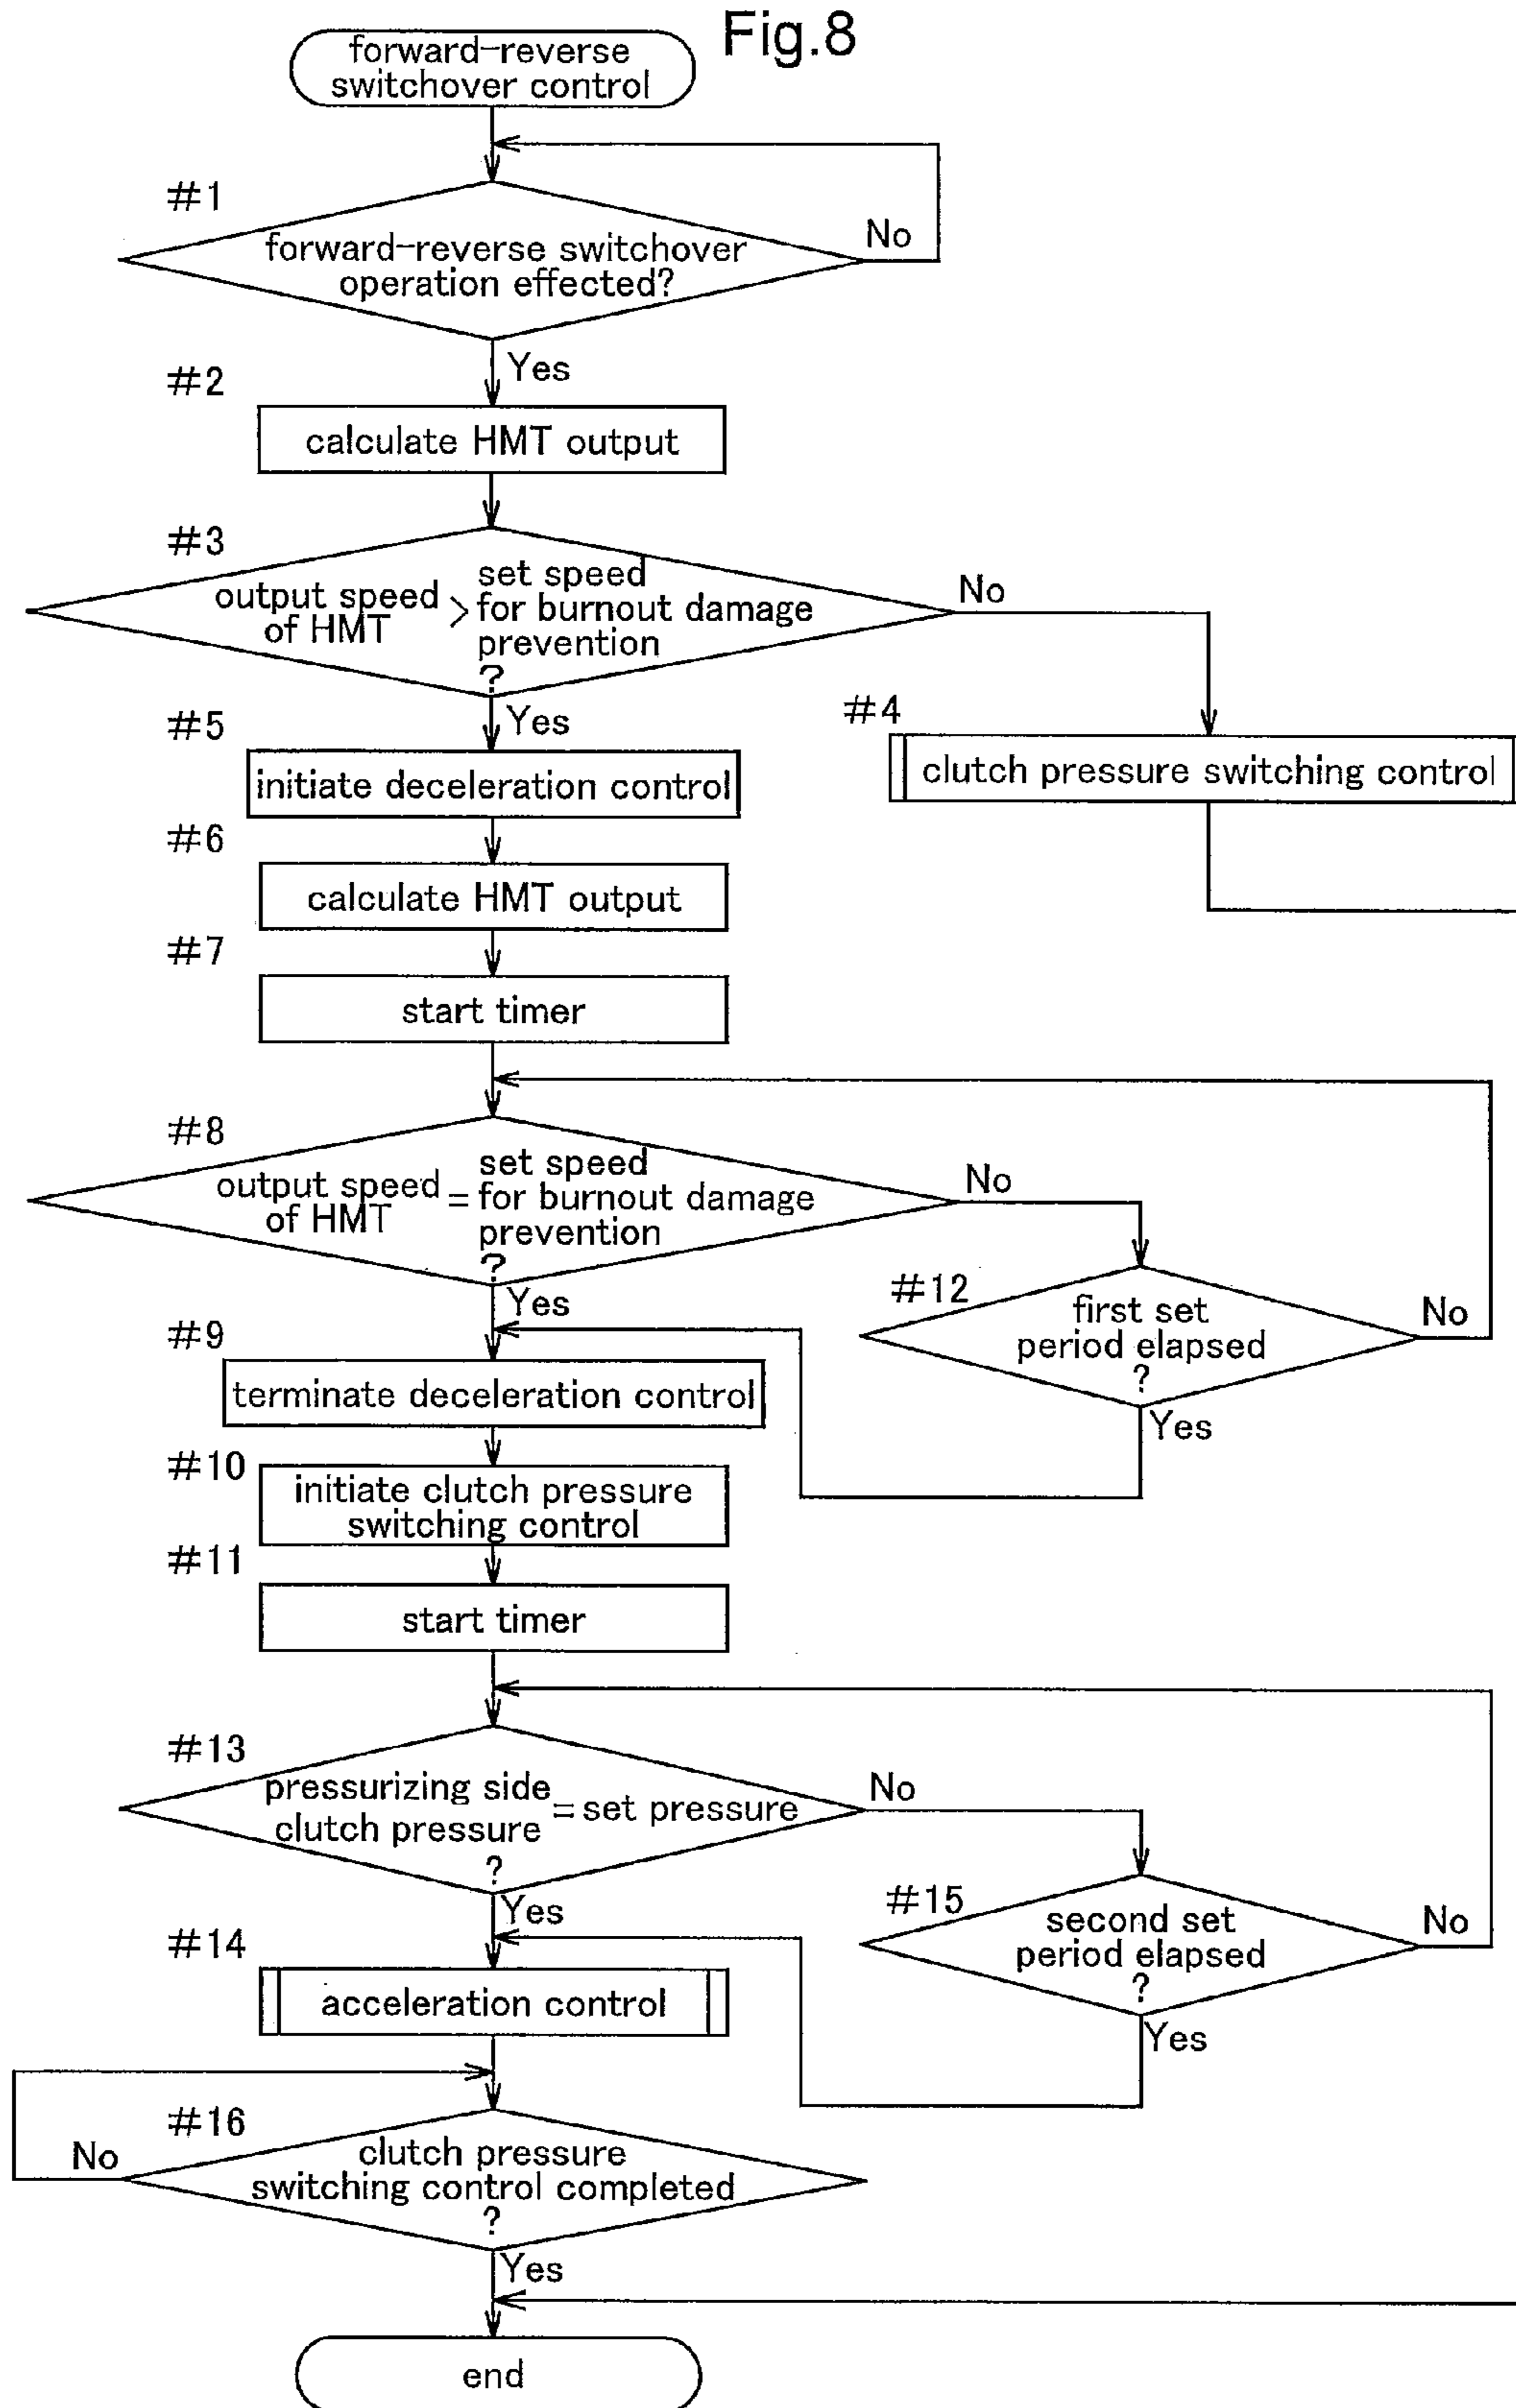 Fig.8
forward-reverse
switchover control
#1
forward-reverse switchover
operation effected?
No
Yes
#2
calculate HMT output
#3
output speed
of HMT
>
set speed
for burnout damage
prevention
?
No
Yes
#4
clutch pressure switching control
#5
initiate deceleration control
#6
calculate HMT output
#7
start timer
#8
output speed
of HMT
=
set speed
for burnout damage
prevention
?
No
Yes
#12
first set
period elapsed
?
No
Yes
#9
terminate deceleration control
#10
initiate clutch pressure
switching control
#11
start timer
#13
pressurizing side
clutch pressure
= set pressure
?
No
Yes
#15
second set
period elapsed
?
No
Yes
#14
acceleration control
#16
clutch pressure
switching control completed
?
No
Yes
end